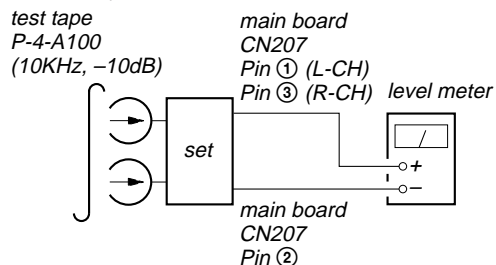 test tape
P-4-A100
(10KHz, –10dB)
main board
CN207
Pin ① (L-CH)
Pin ③ (R-CH)
level meter
set
+
–
main board
CN207
Pin ②